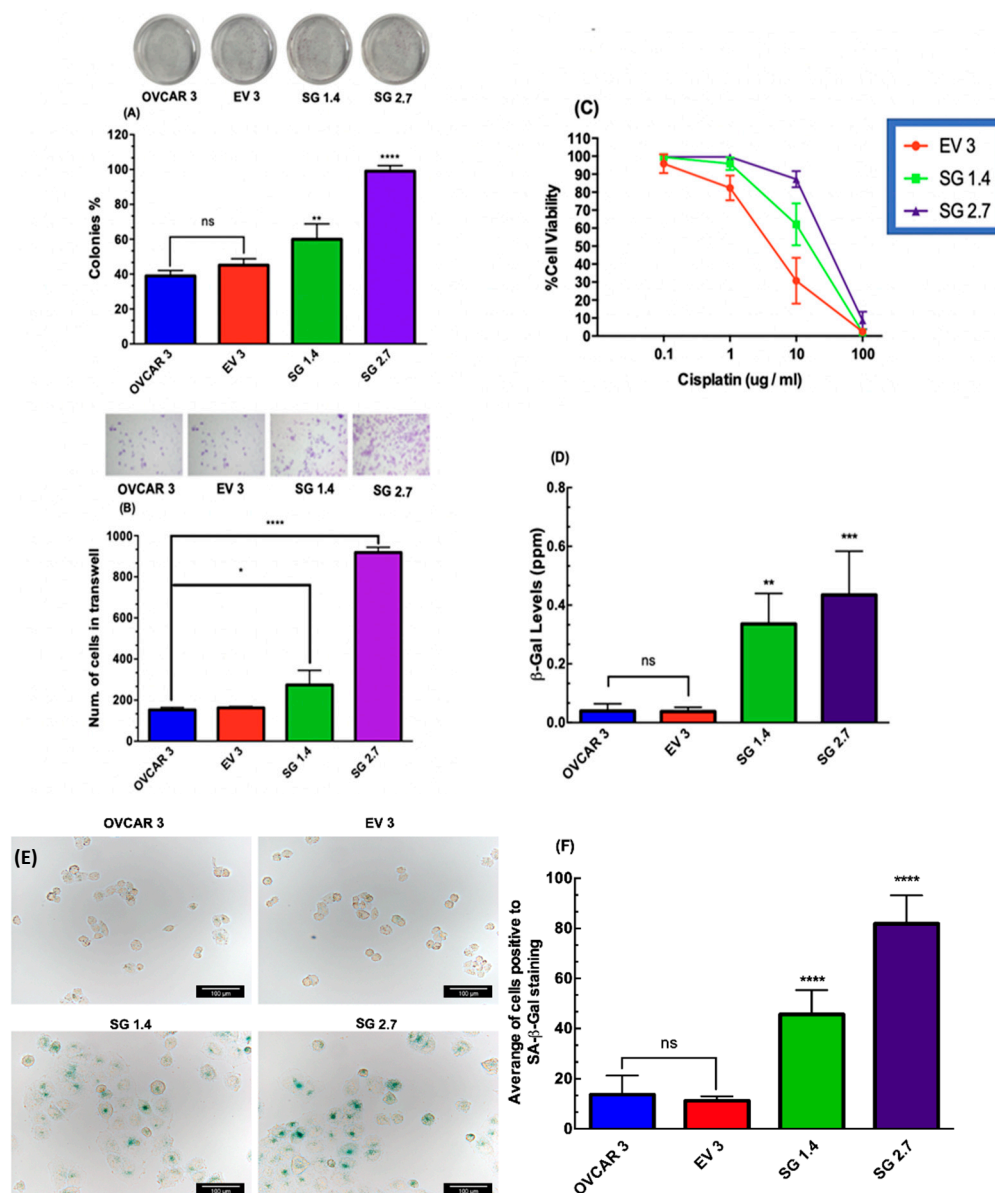 OVCAR 3 EV 3 SG 1.4 SG 2.7
(A)
120
100
80
60
40
20
0
Colonies %
ns
**
****
OVCAR 3
EV 3
SG 1.4
SG 2.7
OVCAR 3 EV 3 SG 1.4 SG 2.7
(B)
1000
800
600
400
200
0
Num. of cells in transwell
****
*
OVCAR 3
EV 3
SG 1.4
SG 2.7
(C)
100
90
80
70
60
50
40
30
20
10
0
%Cell Viability
0.1 1 10 100
Cisplatin (ug / ml)
EV 3
SG 1.4
SG 2.7
(D)
0.8
0.6
0.4
0.2
0.0
β-Gal Levels (ppm)
ns
**
***
OVCAR 3
EV 3
SG 1.4
SG 2.7
(E)
OVCAR 3 EV 3
100 µm 100 µm
SG 1.4 SG 2.7
100 µm 100 µm
(F)
100
80
60
40
20
0
Averange of cells positive to
SA-β-Gal staining
ns
****
****
OVCAR 3
EV 3
SG 1.4
SG 2.7